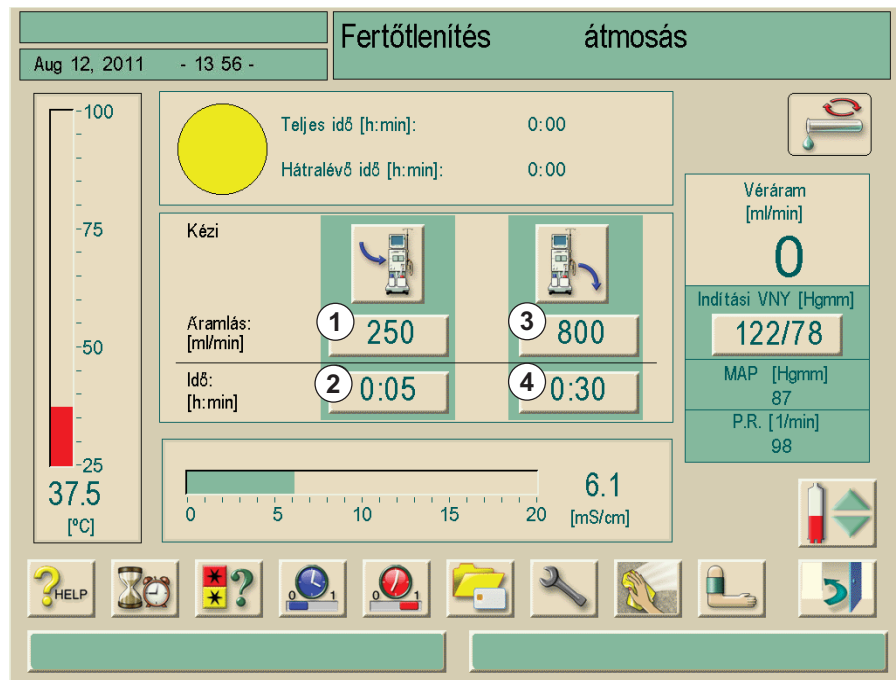 Fertőtlenítés átmosás
Aug 12, 2011 - 13 56 -
100
75
50
25
37.5
[°C]
Teljes idő [h:min]: 0:00
Hátralévő idő [h:min]: 0:00
Kézi
Áramlás:
[ml/min]
1 250
3 800
Idő:
[h:min]
2 0:05
4 0:30
0 5 10 15 20
6.1
[mS/cm]
Véráram
[ml/min]
0
Indítási VNY [Hgmm]
122/78
MAP [Hgmm]
87
P.R. [1/min]
98
? HELP
?
0 1
0 1